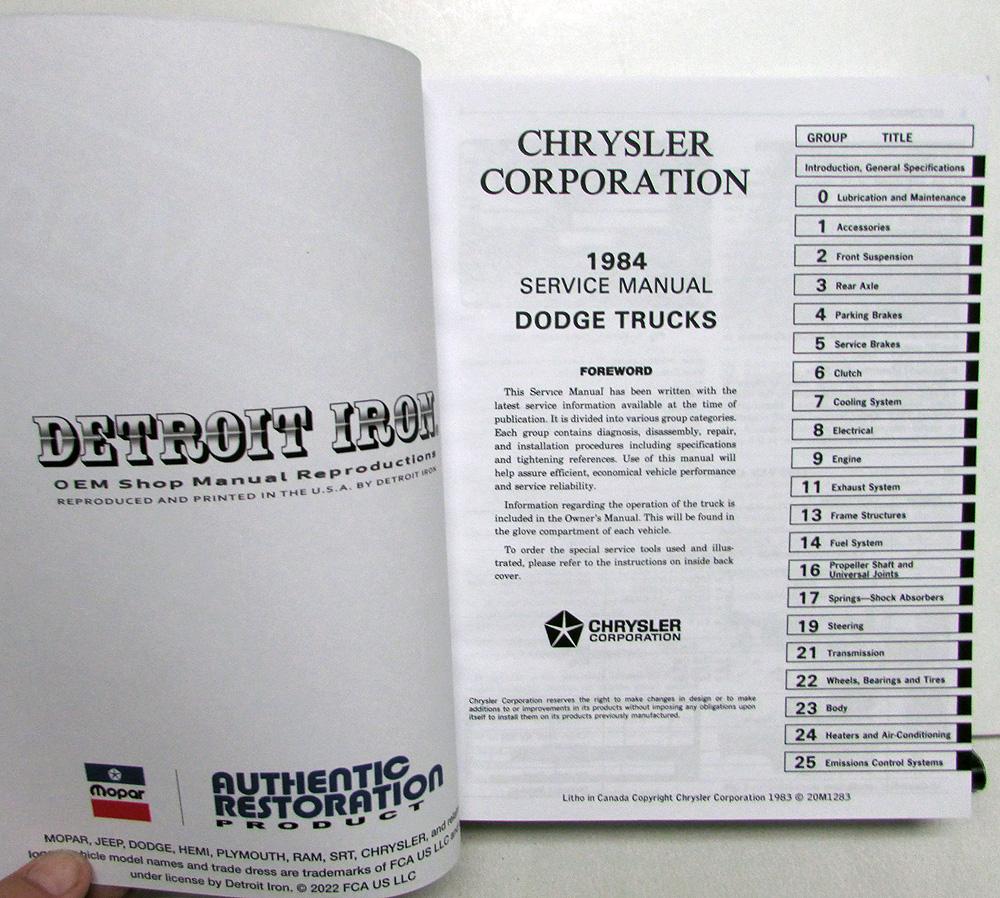 DETROIT IRON
OEM Shop Manual Reproductions
REPRODUCED AND PRINTED IN THE U.S.A. BY DETROIT IRON
Mopar
AUTHENTIC
RESTORATION
PRODUCT
MOPAR, JEEP, DODGE, HEMI, PLYMOUTH, RAM, SRT, CHRYSLER, and
vehicle model names and trade dress are trademarks of FCA US LLC
under license by Detroit Iron. © 2022 FCA US LLC
CHRYSLER
CORPORATION
1984
SERVICE MANUAL
DODGE TRUCKS
FOREWORD
This Service Manual has been written with the
latest service information available at the time of
publication. It is divided into various group categories.
Each group contains diagnosis, disassembly, repair,
and installation procedures including specifications
and tightening references. Use of this manual will
help assure efficient, economical vehicle performance
and service reliability.
Information regarding the operation of the truck is
included in the Owner's Manual. This will be found in
the glove compartment of each vehicle.
To order the special service tools used and illus-
trated, please refer to the instructions on inside back
cover.
CHRYSLER
CORPORATION
Chrysler Corporation reserves the right to make changes in design or to make
additions to or improvements in its products without imposing any obligations upon
itself to install them on its products previously manufactured.
GROUP TITLE
Introduction, General Specifications
0 Lubrication and Maintenance
1 Accessories
2 Front Suspension
3 Rear Axle
4 Parking Brakes
5 Service Brakes
6 Clutch
7 Cooling System
8 Electrical
9 Engine
11 Exhaust System
13 Frame Structures
14 Fuel System
16 Propeller Shaft and
Universal Joints
17 Springs—Shock Absorbers
19 Steering
21 Transmission
22 Wheels, Bearings and Tires
23 Body
24 Heaters and Air-Conditioning
25 Emissions Control Systems
Litho in Canada Copyright Chrysler Corporation 1983 © 20M1283